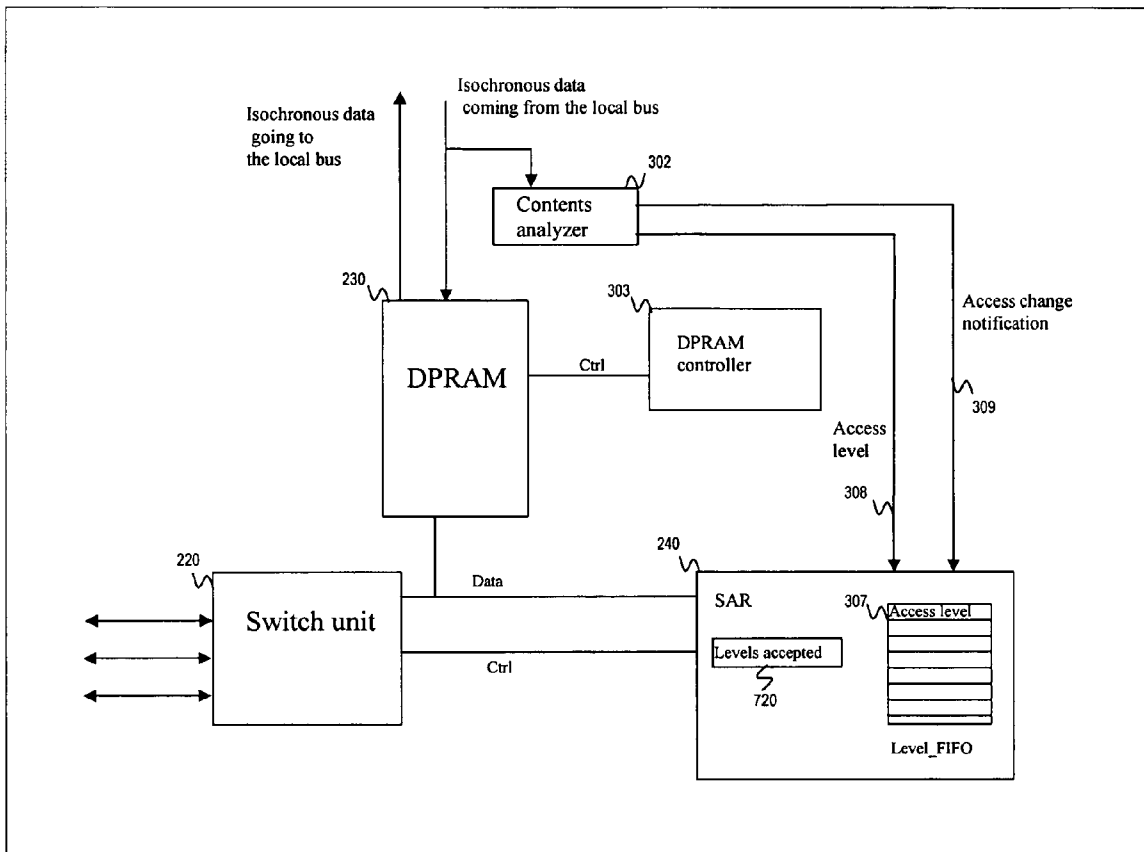 Isochronous data
going to
the local bus
Isochronous data
coming from the local bus
302
Contents
analyzer
230
DPRAM
303
DPRAM
controller
Ctrl
Access change
notification
309
Access
level
308
220
Switch unit
Data
Ctrl
240
SAR
Levels accepted
720
307
Access level
Level_FIFO